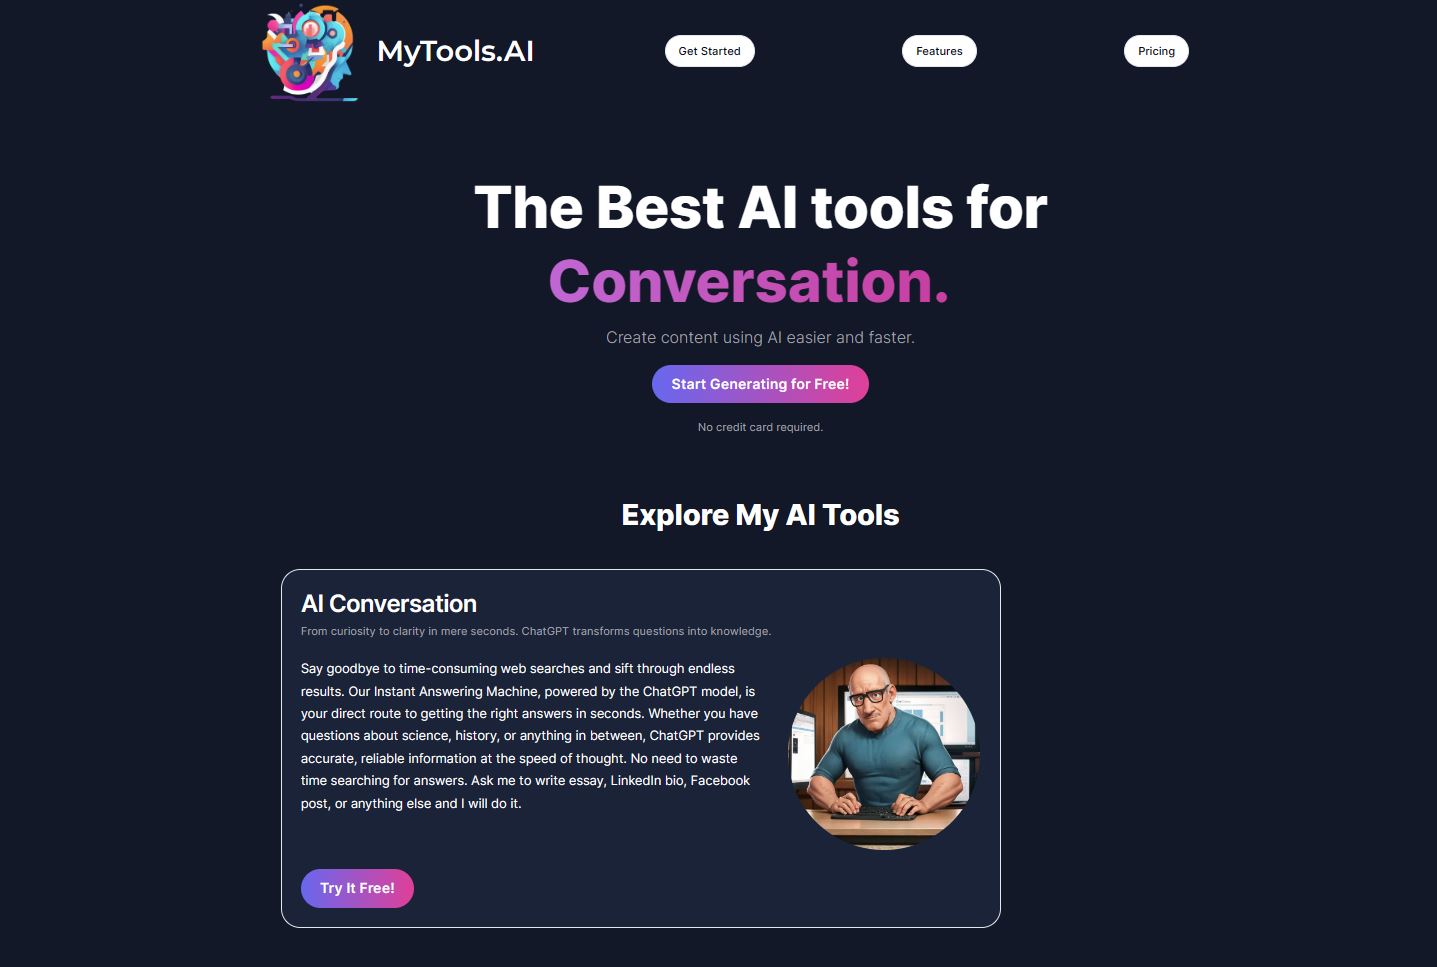 MyTools.AI
Get Started
Features
Pricing
The Best AI tools for
Conversation.
Create content using AI easier and faster.
Start Generating for Free!
No credit card required.
Explore My AI Tools
AI Conversation
From curiosity to clarity in mere seconds. ChatGPT transforms questions into knowledge.
Say goodbye to time-consuming web searches and sift through endless
results. Our Instant Answering Machine, powered by the ChatGPT model, is
your direct route to getting the right answers in seconds. Whether you have
questions about science, history, or anything in between, ChatGPT provides
accurate, reliable information at the speed of thought. No need to waste
time searching for answers. Ask me to write essay, LinkedIn bio, Facebook
post, or anything else and I will do it.
Try It Free!